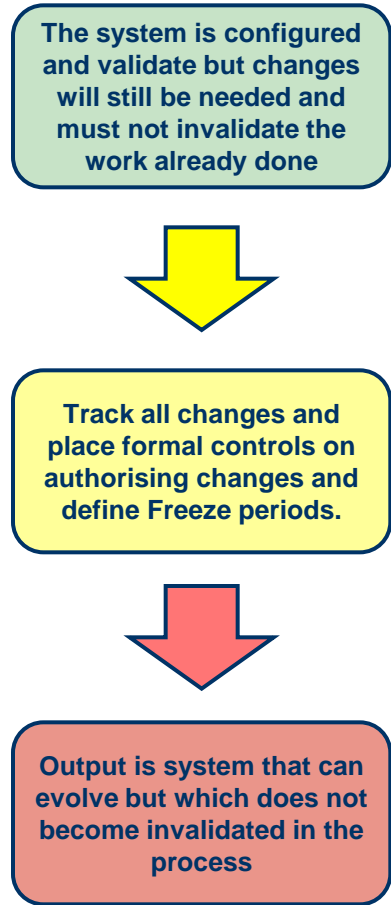 The system is configured
and validate but changes
will still be needed and
must not invalidate the
work already done
Track all changes and
place formal controls on
authorising changes and
define Freeze periods.
Output is system that can
evolve but which does not
become invalidated in the
process